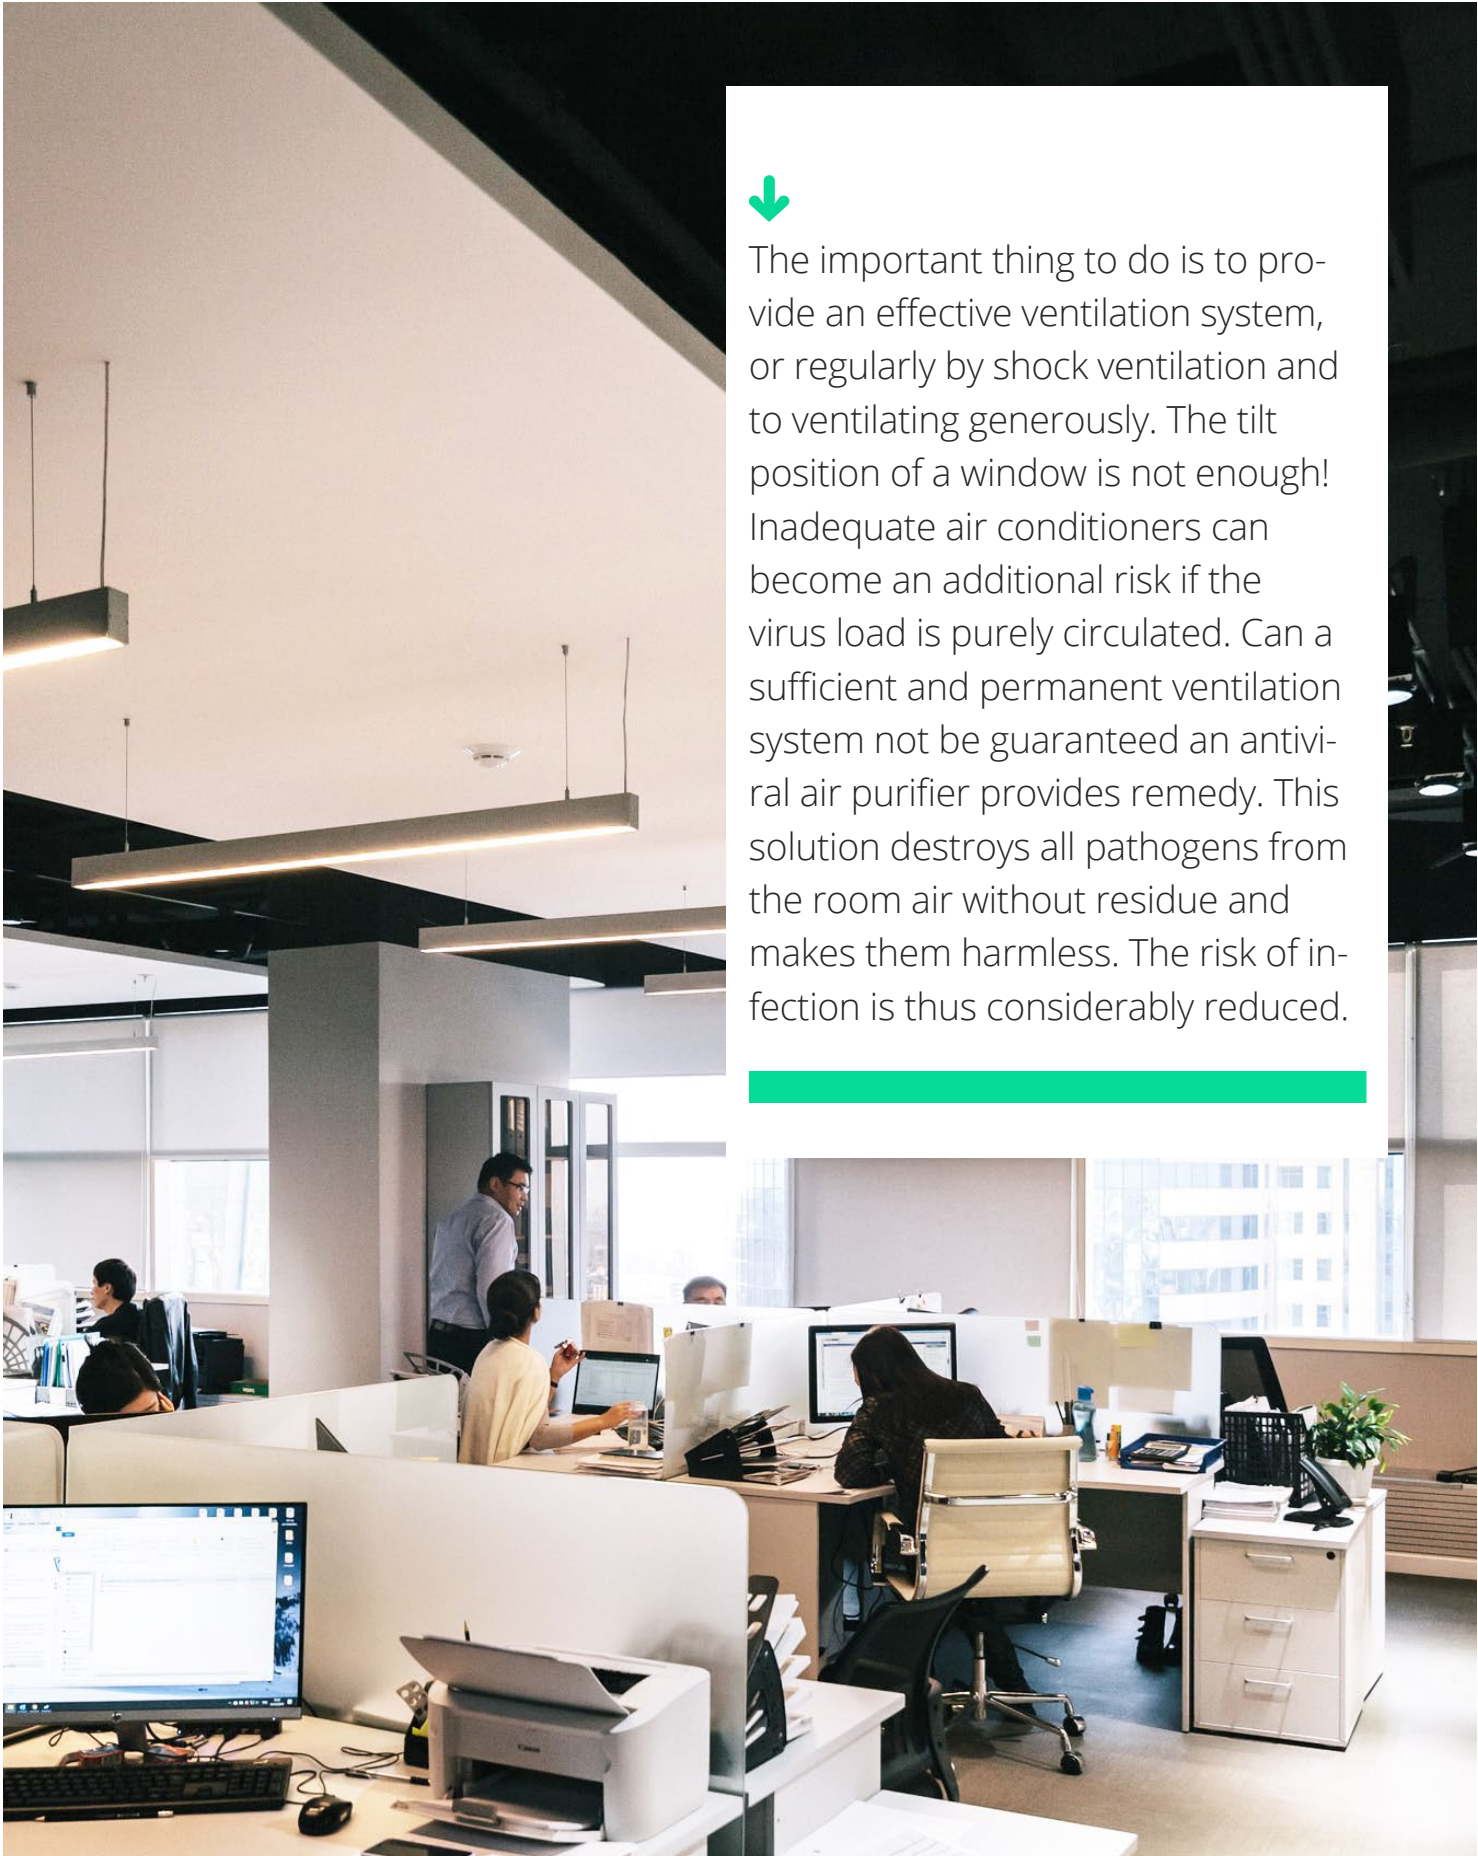 The important thing to do is to pro-
vide an effective ventilation system,
or regularly by shock ventilation and
to ventilating generously. The tilt
position of a window is not enough!
Inadequate air conditioners can
become an additional risk if the
virus load is purely circulated. Can a
sufficient and permanent ventilation
system not be guaranteed an antivi-
ral air purifier provides remedy. This
solution destroys all pathogens from
the room air without residue and
makes them harmless. The risk of in-
fection is thus considerably reduced.
Canon